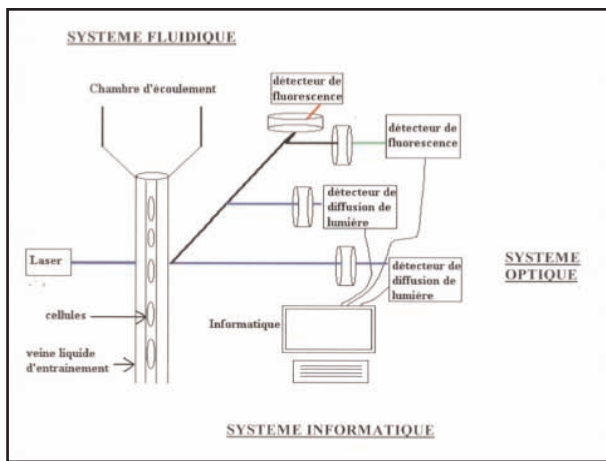 SYSTEME FLUIDIQUE
Chambre d'écoulement
détecteur de
fluorescence
détecteur de
fluorescence
détecteur de
diffusion de
lumière
Laser
détecteur de
diffusion de
lumière
SYSTEME
OPTIQUE
cellules
Informatique
veine liquide
d'entrainement
SYSTEME INFORMATIQUE